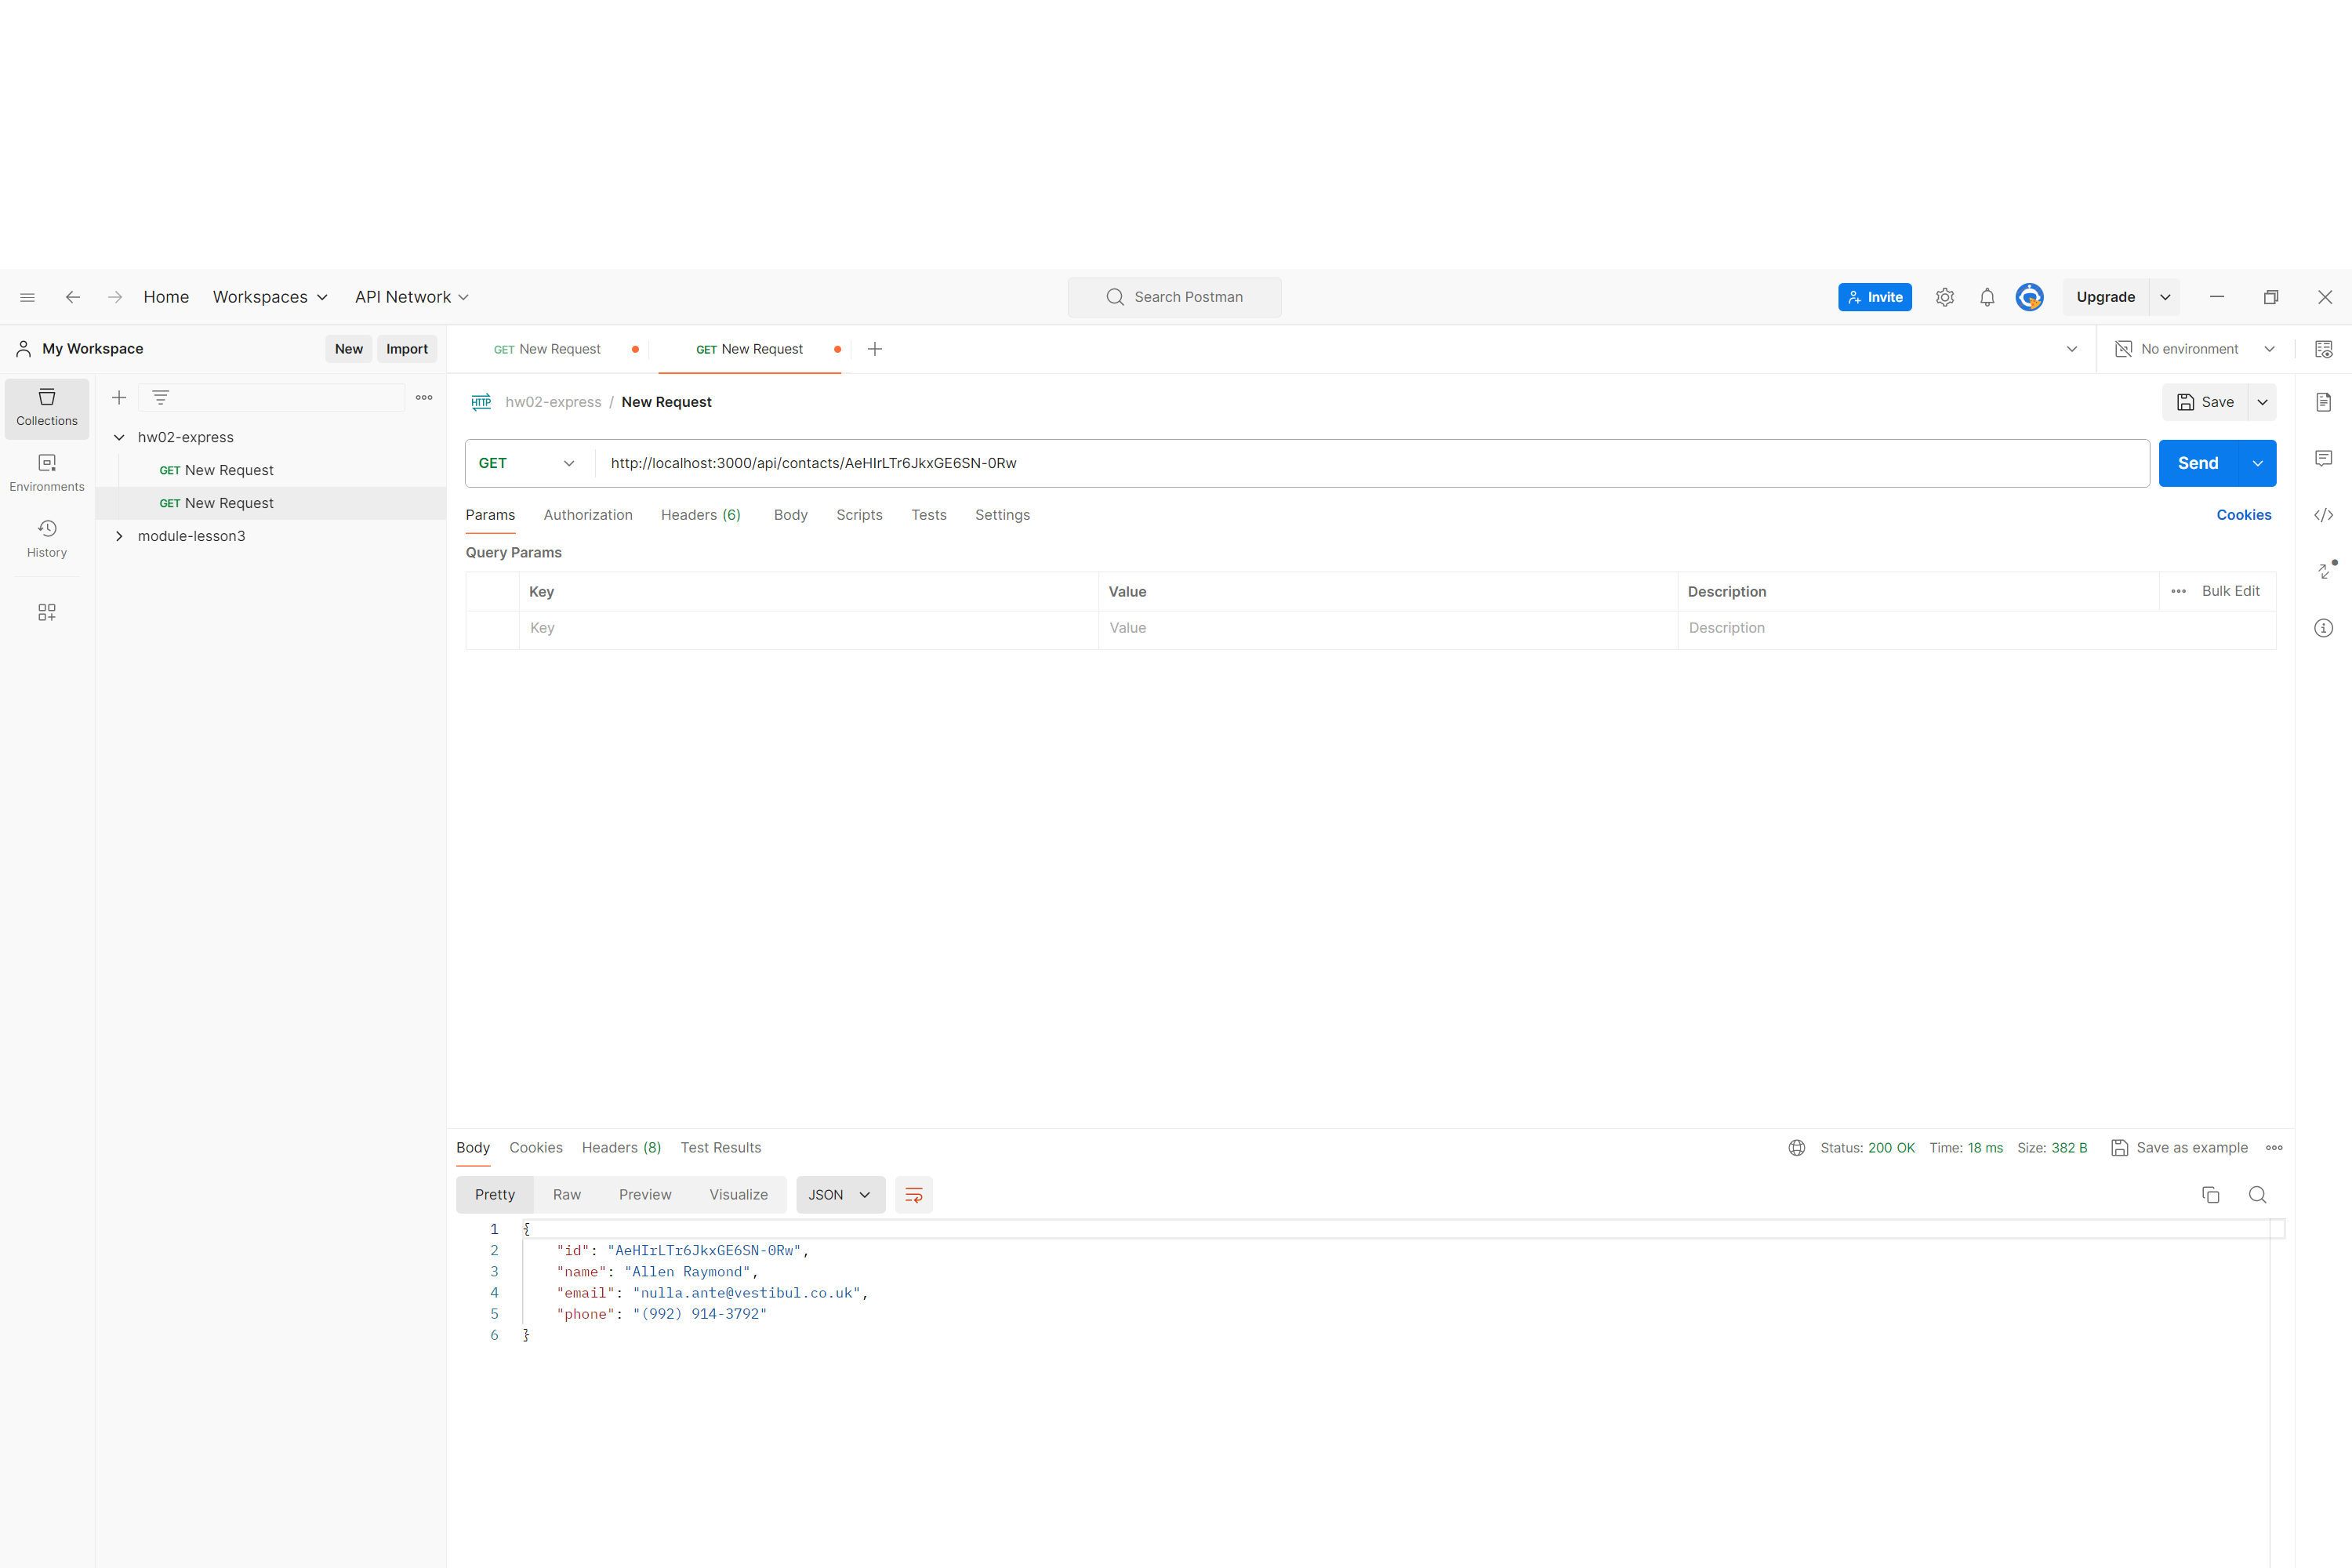 Home Workspaces API Network Search Postman Invite Upgrade
My Workspace New Import GET New Request GET New Request No environment
Collections
Environments
History
hw02-express
GET New Request
GET New Request
module-lesson3
HTTP hw02-express / New Request Save
GET http://localhost:3000/api/contacts/AeHIrLTr6JkxGE6SN-0Rw Send
Params Authorization Headers (6) Body Scripts Tests Settings Cookies
Query Params
Key Value Description Bulk Edit
Key Value Description
Body Cookies Headers (8) Test Results Status: 200 OK Time: 18 ms Size: 382 B Save as example
Pretty Raw Preview Visualize JSON
1 {
2 "id": "AeHIrLTr6JkxGE6SN-0Rw",
3 "name": "Allen Raymond",
4 "email": "nulla.ante@vestibul.co.uk",
5 "phone": "(992) 914-3792"
6 }